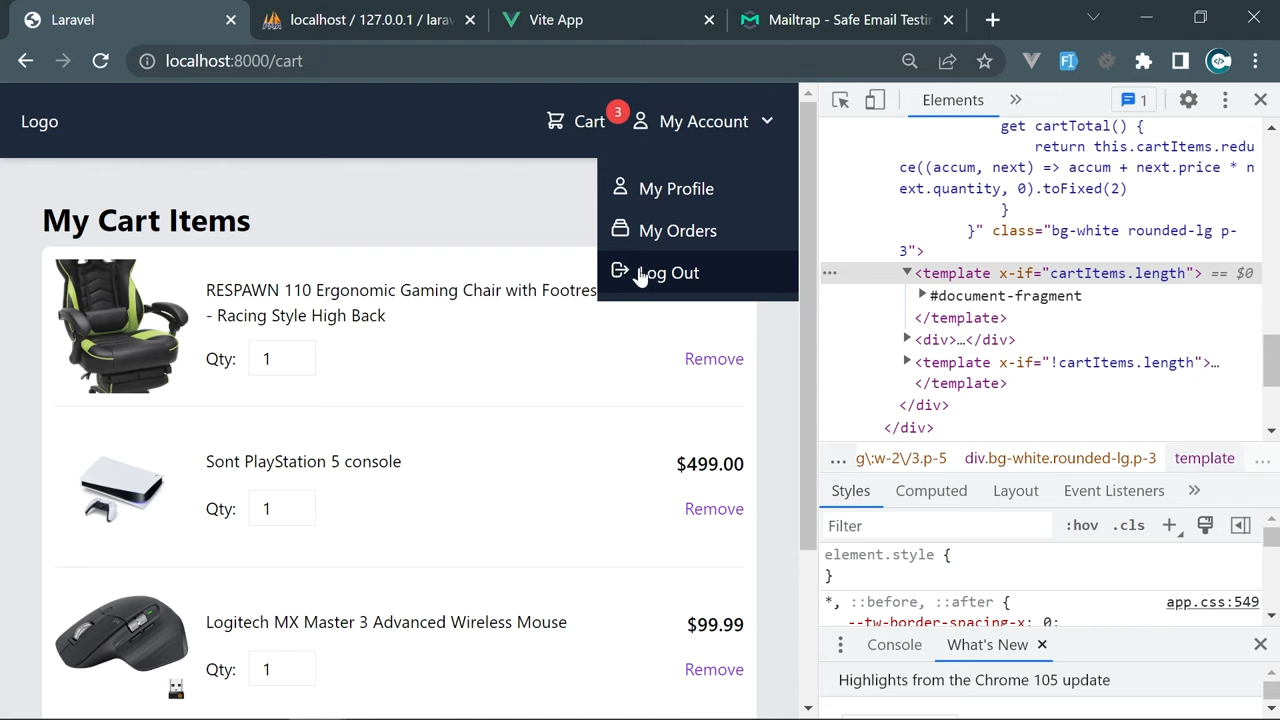 Laravel
localhost / 127.0.0.1 / larav
Vite App
Mailtrap - Safe Email Testin
localhost:8000/cart
Logo
Cart
3
My Account
My Profile
My Orders
Log Out
My Cart Items
RESPAWN 110 Ergonomic Gaming Chair with Footres
- Racing Style High Back
Qty: 1
Remove
Sont PlayStation 5 console
$499.00
Qty: 1
Remove
Logitech MX Master 3 Advanced Wireless Mouse
$99.99
Qty: 1
Remove
Elements
1
get cartTotal() {
return this.cartItems.redu
ce((accum, next) => accum + next.price * n
ext.quantity, 0).toFixed(2)
}
}" class="bg-white rounded-lg p-
3">
<template x-if="cartItems.length"> == $0
#document-fragment
</template>
<div>…</div>
<template x-if="!cartItems.length">…
</template>
</div>
</div>
... g\:w-2\/3.p-5 div.bg-white.rounded-lg.p-3 template ...
Styles Computed Layout Event Listeners
Filter
:hov .cls
element.style {
}
*, ::before, ::after {
app.css:549
--tw-border-spacing-x: 0;
Console What's New
Highlights from the Chrome 105 update